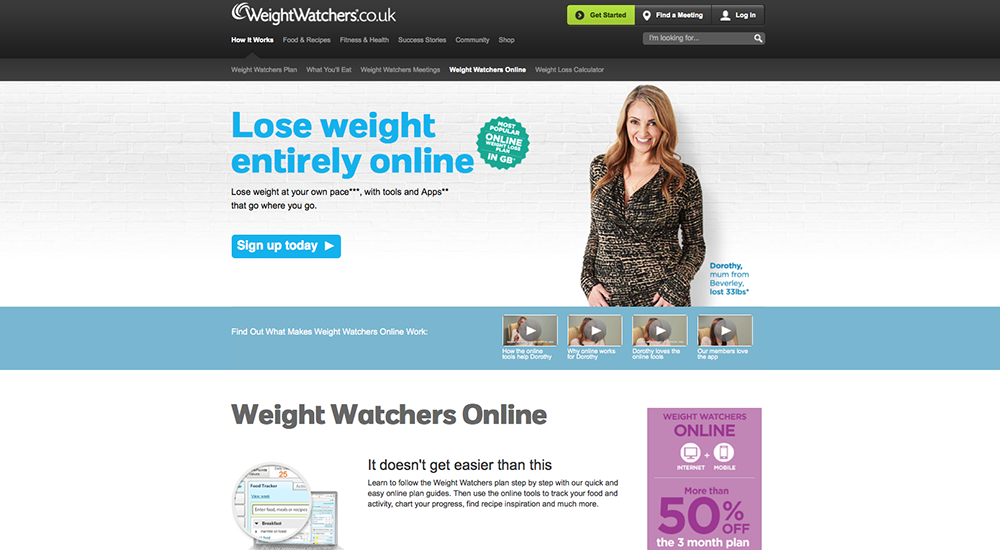 WeightWatchers.co.uk
Get Started
Find a Meeting
Log In
How It Works
Food & Recipes
Fitness & Health
Success Stories
Community
Shop
I'm looking for...
Weight Watchers Plan
What You'll Eat
Weight Watchers Meetings
Weight Watchers Online
Weight Loss Calculator
Lose weight
entirely online
MOST
POPULAR
ONLINE
WEIGHT LOSS
PLAN
IN GB*
Lose weight at your own pace***, with tools and Apps**
that go where you go.
Sign up today
Dorothy,
mum from
Beverley,
lost 33lbs*
Find Out What Makes Weight Watchers Online Work:
How the online
tools help Dorothy
Why online works
for Dorothy
Dorothy loves the
online tools
Our members love
the app
Weight Watchers Online
25
Food Tracker
View week
Enter food, meals or recipes
Breakfast
It doesn't get easier than this
Learn to follow the Weight Watchers plan step by step with our quick and
easy online plan guides. Then use the online tools to track your food and
activity, chart your progress, find recipe inspiration and much more.
WEIGHT WATCHERS
ONLINE
+
INTERNET
MOBILE
More than
50%
OFF
the 3 month plan